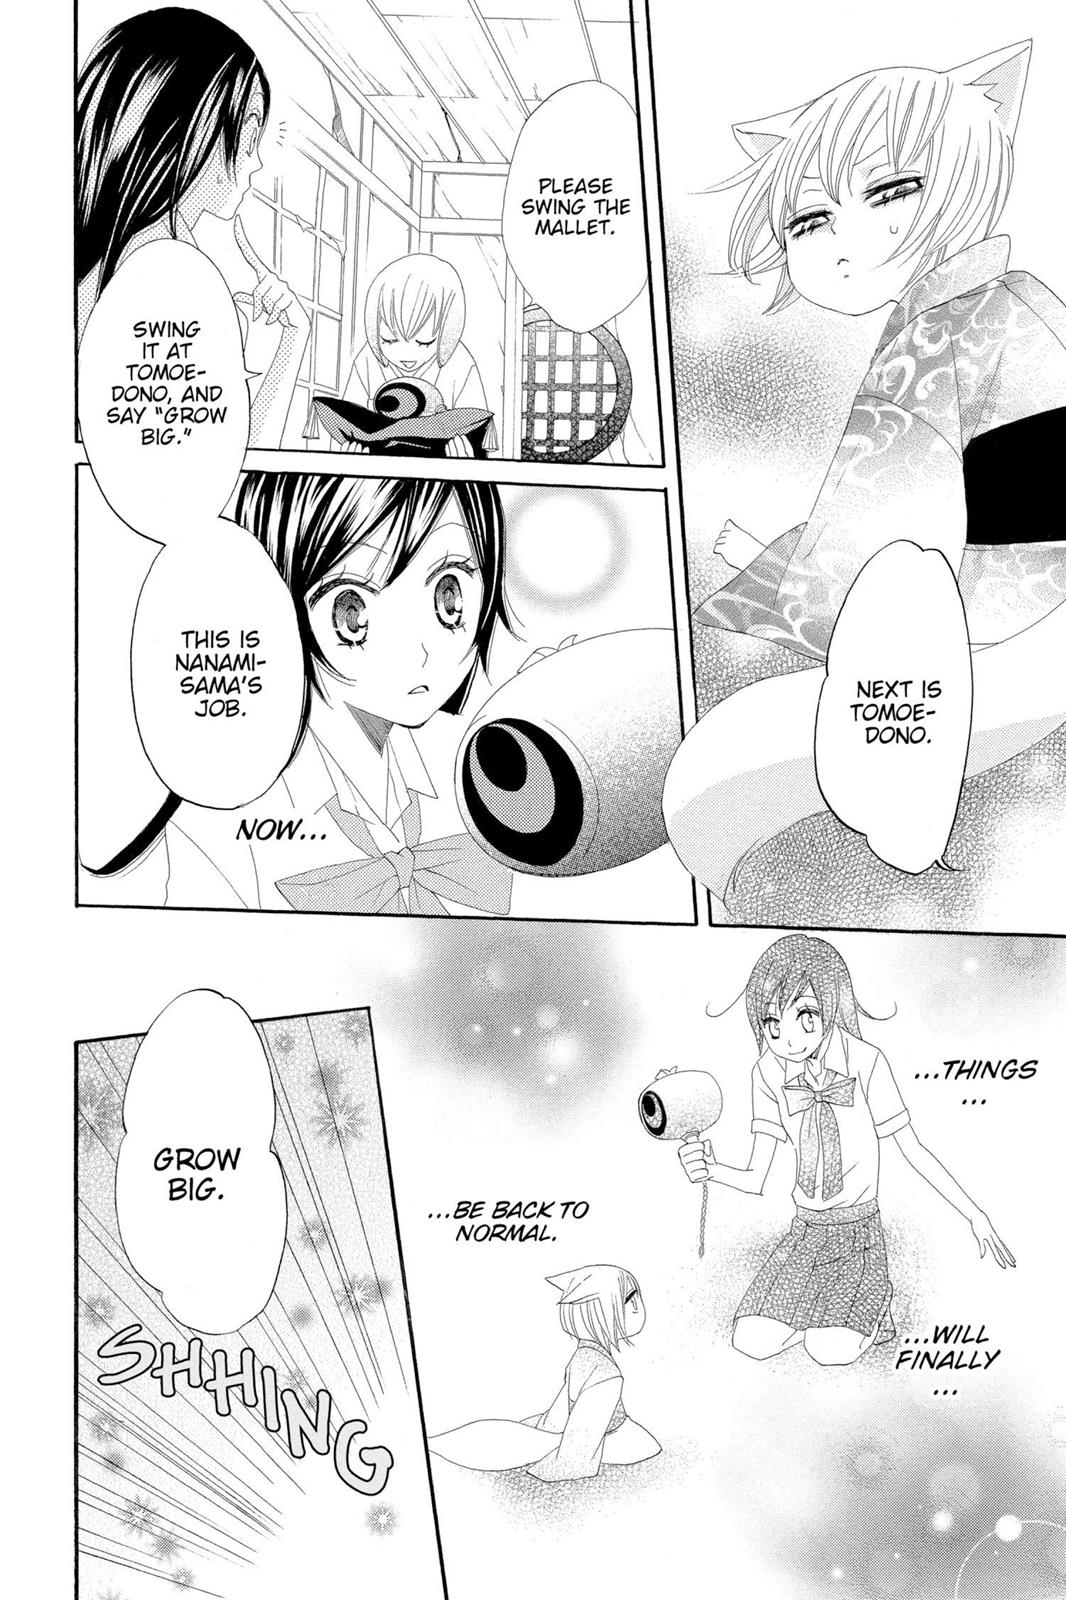 NEXT IS
TOMOE-
DONO.
PLEASE
SWING THE
MALLET.
SWING
IT AT
TOMOE-
DONO, AND
SAY "GROW
BIG."
THIS IS
NANAMI-
SAMA'S
JOB.
NOW...
...THINGS
...
...WILL
FINALLY
...
...BE BACK TO
NORMAL.
GROW
BIG.
SHHING